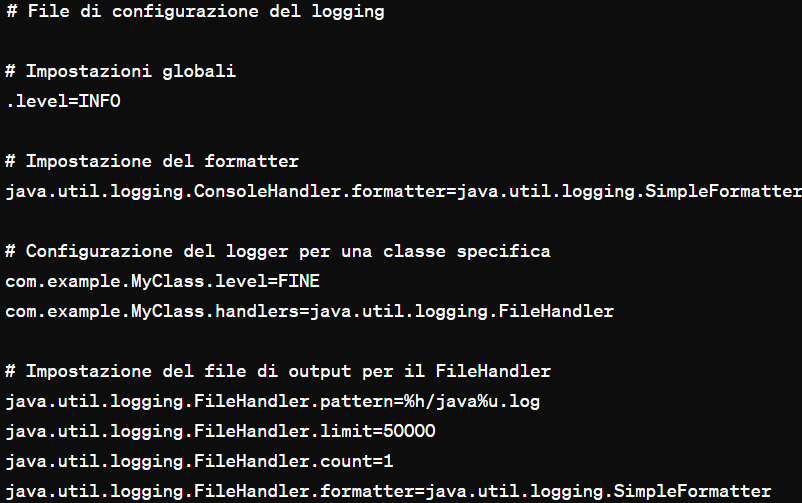 # File di configurazione del logging
# Impostazioni globali
.level=INFO
# Impostazione del formatter
java.util.logging.ConsoleHandler.formatter=java.util.logging.SimpleFormatter
# Configurazione del logger per una classe specifica
com.example.MyClass.level=FINE
com.example.MyClass.handlers=java.util.logging.FileHandler
# Impostazione del file di output per il FileHandler
java.util.logging.FileHandler.pattern=%h/java%u.log
java.util.logging.FileHandler.limit=50000
java.util.logging.FileHandler.count=1
java.util.logging.FileHandler.formatter=java.util.logging.SimpleFormatter